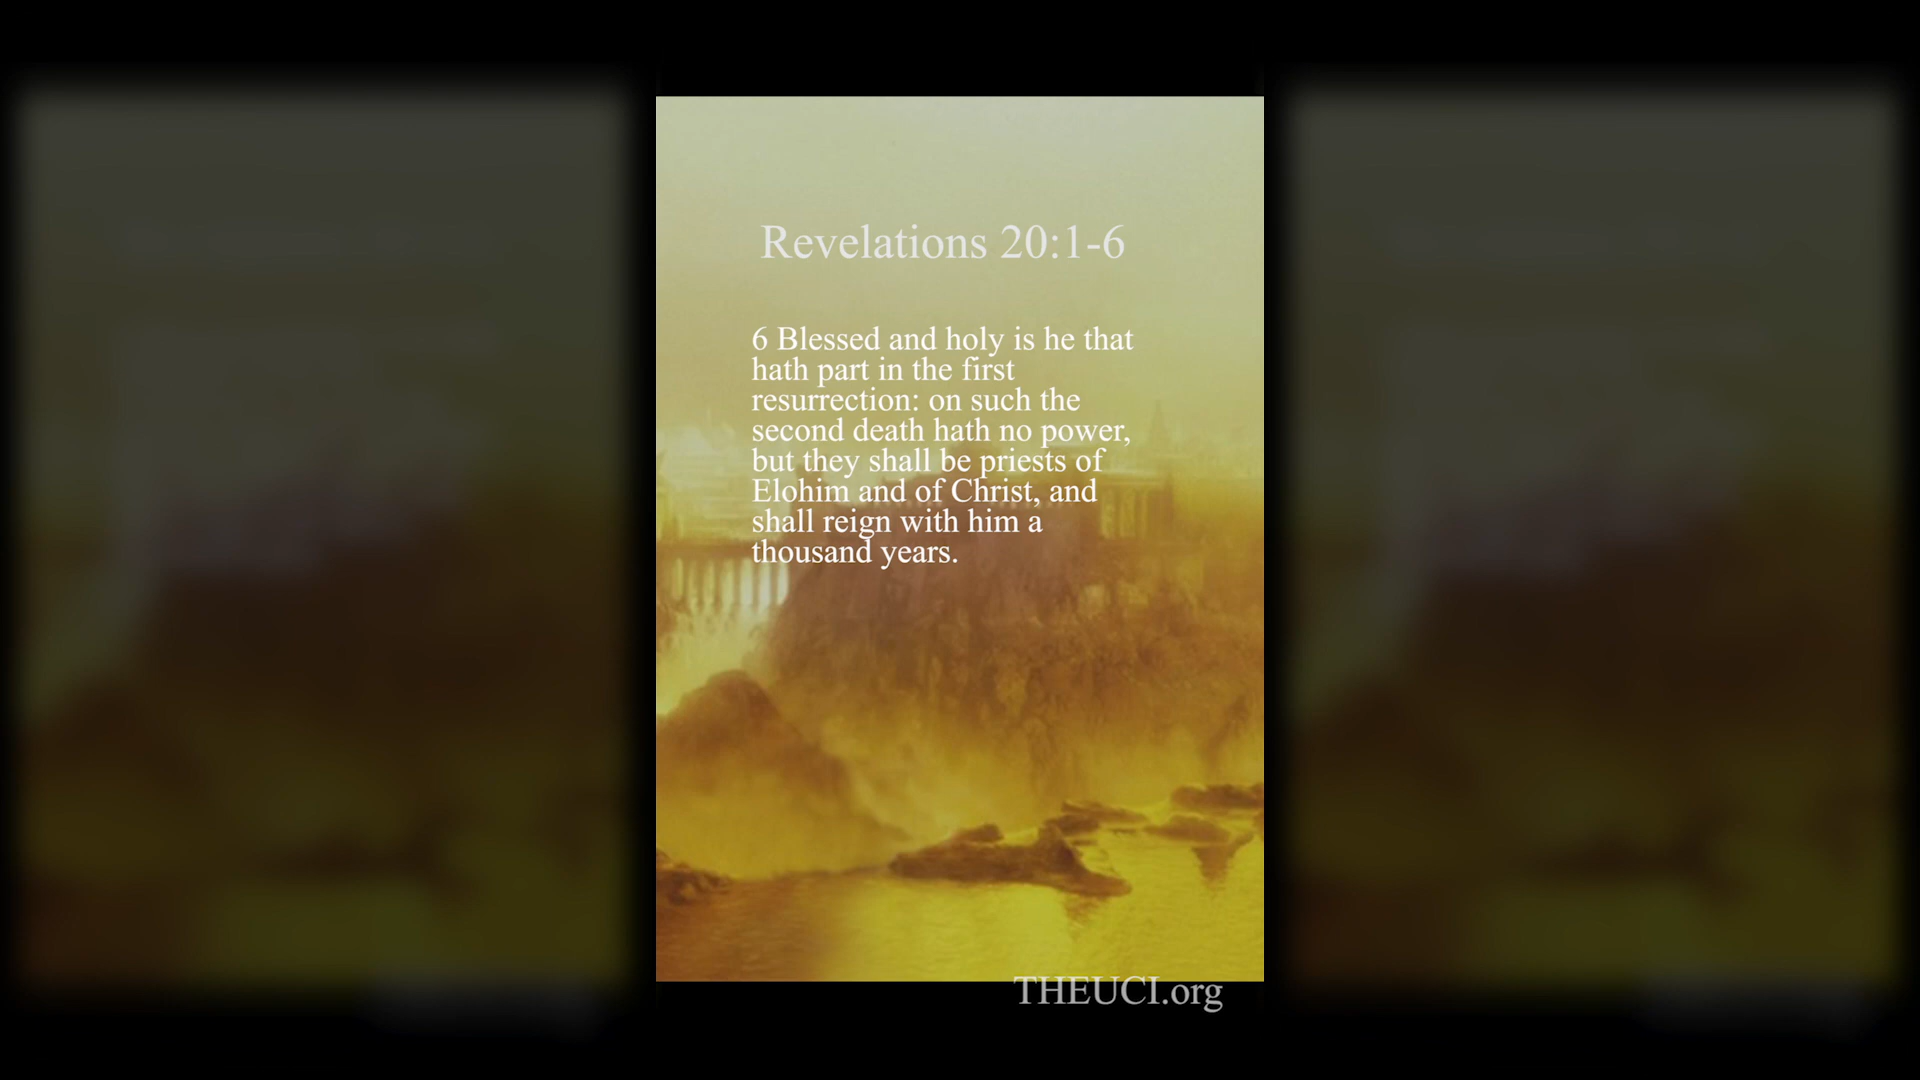 Revelations 20:1-6
6 Blessed and holy is he that
hath part in the first
resurrection: on such the
second death hath no power,
but they shall be priests of
Elohim and of Christ, and
shall reign with him a
thousand years.
THEUCI.org